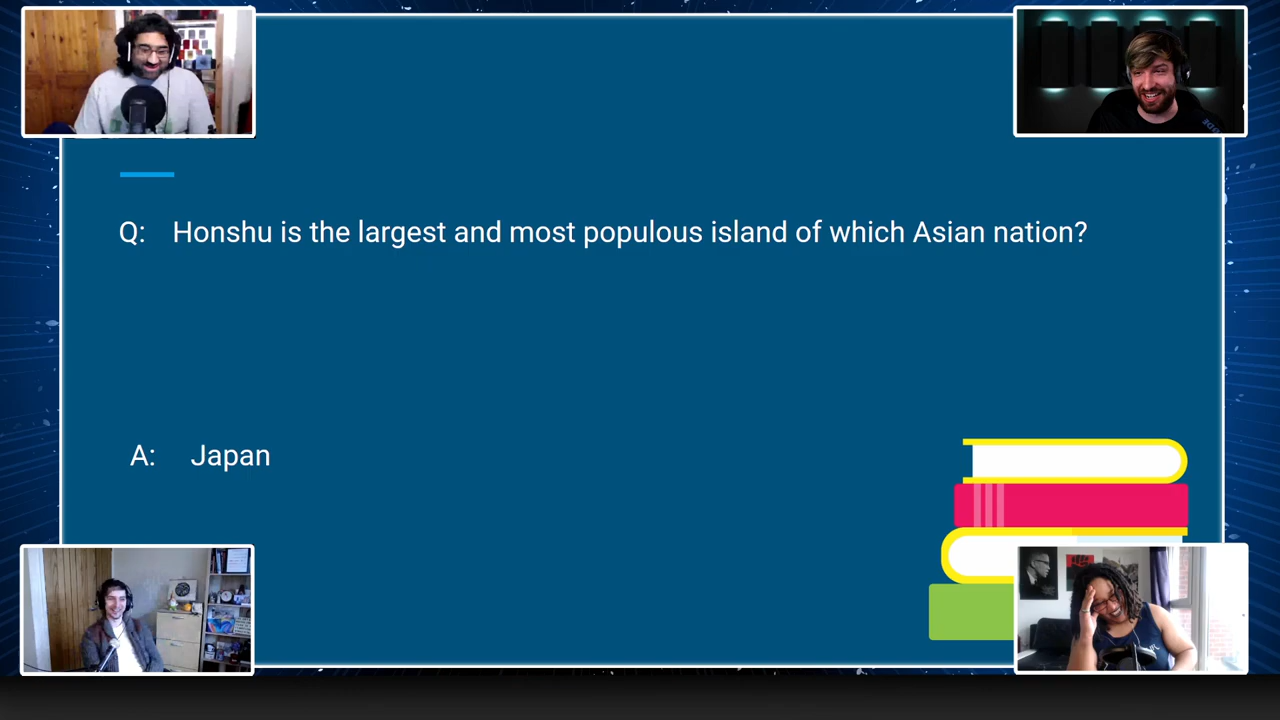 Q: Honshu is the largest and most populous island of which Asian nation?
A: Japan